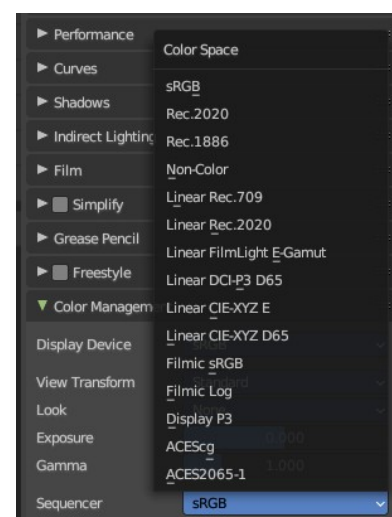 Performance
Curves
Shadows
Indirect Lighting
Film
Simplify
Grease Pencil
Freestyle
Color Managem
Display Device
View Transform
Standard
Look
None
Exposure
0.000
Gamma
1.000
Sequencer
sRGB
Color Space
sRGB
Rec.2020
Rec.1886
Non-Color
Linear Rec.709
Linear Rec.2020
Linear FilmLight E-Gamut
Linear DCI-P3 D65
Linear CIE-XYZ E
Linear CIE-XYZ D65
Filmic sRGB
Filmic Log
Display P3
ACEScg
ACES2065-1